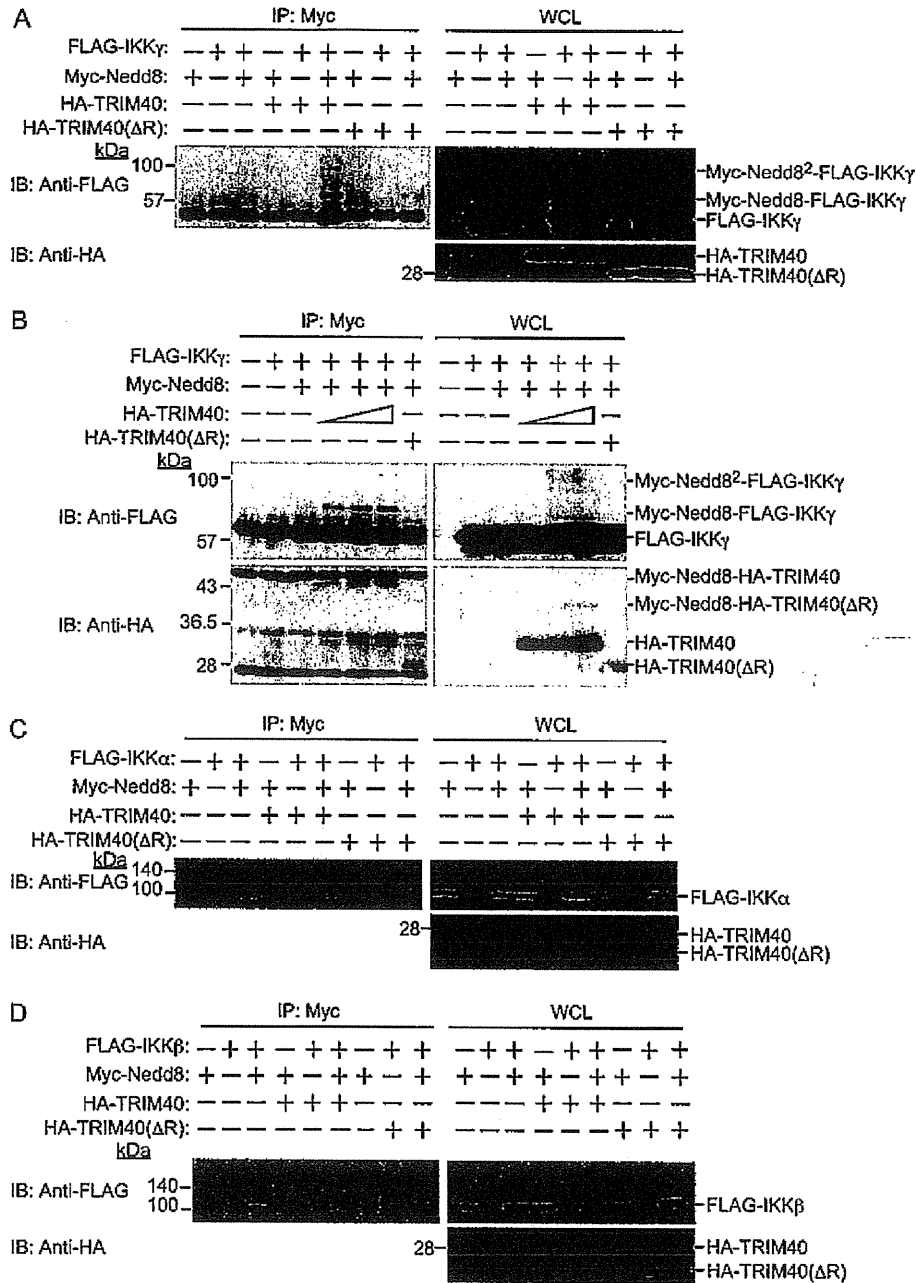 A
IP: Myc WCL
FLAG-IKKγ: – + + – + + – + + – + + – + + – + +
Myc-Nedd8: + – + + – + + – + + – + + – + + – +
HA-TRIM40: – – – + + + – – – – – – + + + – – –
HA-TRIM40(ΔR): – – – – – – + + + – – – – – – + + +
kDa
100
IB: Anti-FLAG
57
Myc-Nedd8²-FLAG-IKKγ
Myc-Nedd8-FLAG-IKKγ
FLAG-IKKγ
IB: Anti-HA
28
HA-TRIM40
HA-TRIM40(ΔR)
B
IP: Myc WCL
FLAG-IKKγ: – + + + + + + – + + + + + +
Myc-Nedd8: – – + + + + + – – + + + + +
HA-TRIM40: – – – – – – – –
HA-TRIM40(ΔR): – – – – – – + – – – – – – +
kDa
100
IB: Anti-FLAG
57
Myc-Nedd8²-FLAG-IKKγ
Myc-Nedd8-FLAG-IKKγ
FLAG-IKKγ
43
IB: Anti-HA
36.5
28
Myc-Nedd8-HA-TRIM40
Myc-Nedd8-HA-TRIM40(ΔR)
HA-TRIM40
HA-TRIM40(ΔR)
C
IP: Myc WCL
FLAG-IKKα: – + + – + + – + + – + + – + + – + +
Myc-Nedd8: + – + + – + + – + + – + + – + + – +
HA-TRIM40: – – – + + + – – – – – – + + + – – –
HA-TRIM40(ΔR): – – – – – – + + + – – – – – – + + +
kDa
140
IB: Anti-FLAG
100
FLAG-IKKα
28
IB: Anti-HA
HA-TRIM40
HA-TRIM40(ΔR)
D
IP: Myc WCL
FLAG-IKKβ: – + + – + + – + + – + + – + + – + +
Myc-Nedd8: + – + + – + + – + + – + + – + + – +
HA-TRIM40: – – – + + + – – – – – – + + + – – –
HA-TRIM40(ΔR): – – – – – – – + + – – – – – – + + +
kDa
IB: Anti-FLAG
140
100
FLAG-IKKβ
IB: Anti-HA
28
HA-TRIM40
HA-TRIM40(ΔR)